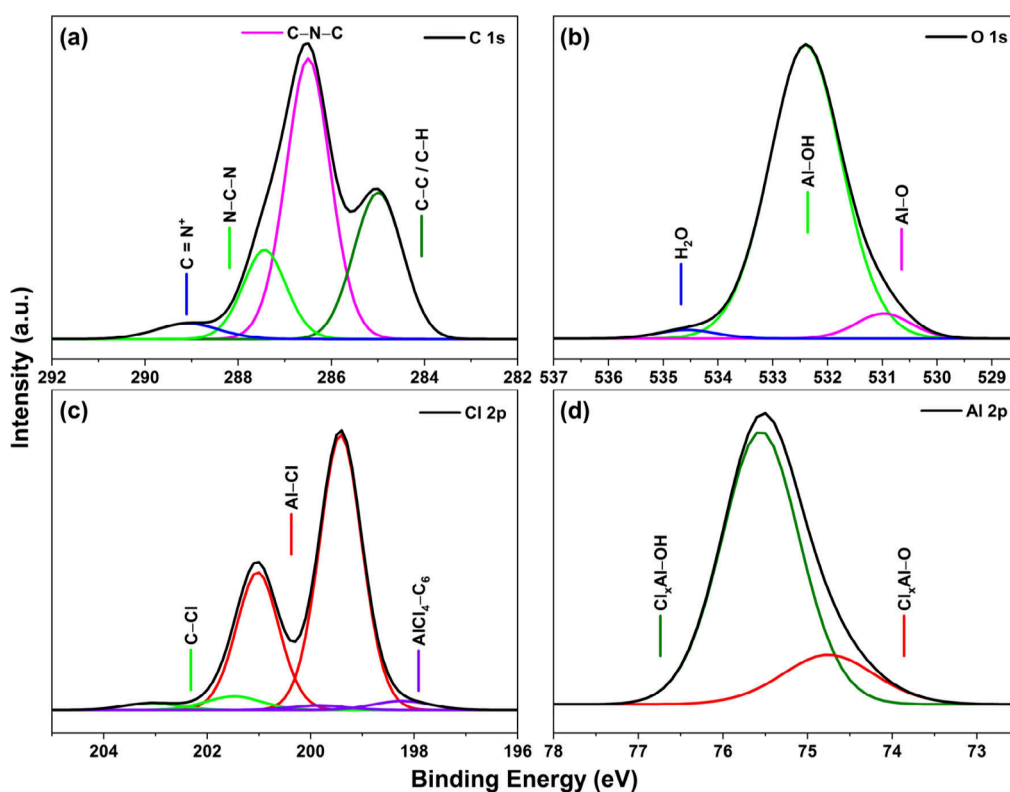 (a)
C–N–C
C 1s
C = N⁺
N–C–N
C–C / C–H
292 290 288 286 284 282
(b)
O 1s
H₂O
Al–OH
Al–O
537 536 535 534 533 532 531 530 529
Intensity (a.u.)
(c)
Cl 2p
C–Cl
Al–Cl
AlCl₄–C₆
204 202 200 198 196
(d)
Al 2p
ClₓAl–OH
ClₓAl–O
78 77 76 75 74 73
Binding Energy (eV)